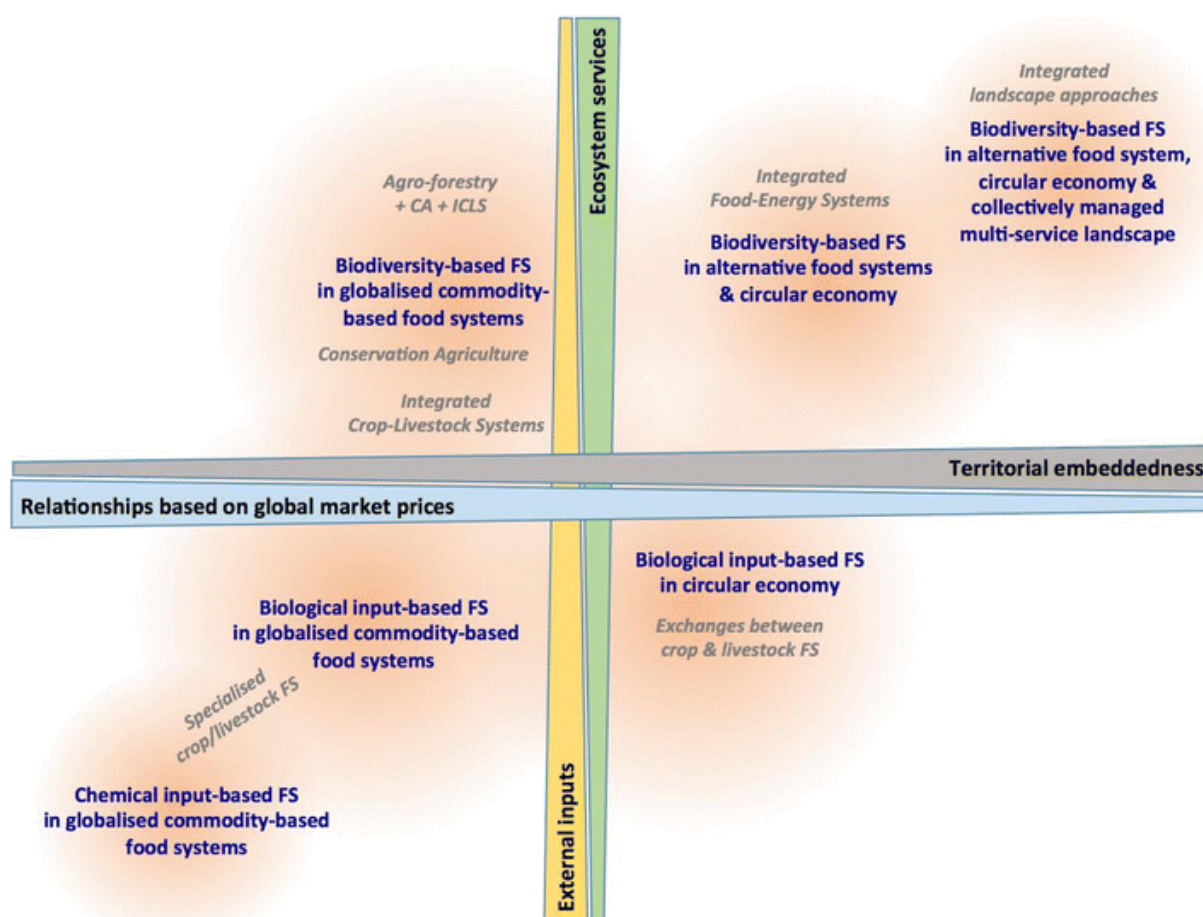 Ecosystem services
Integrated
landscape approaches
Biodiversity-based FS
in alternative food system,
circular economy &
collectively managed
multi-service landscape
Agro-forestry
+ CA + ICLS
Integrated
Food-Energy Systems
Biodiversity-based FS
in alternative food systems
& circular economy
Biodiversity-based FS
in globalised commodity-
based food systems
Conservation Agriculture
Integrated
Crop-Livestock Systems
Territorial embeddedness
Relationships based on global market prices
Biological input-based FS
in circular economy
Exchanges between
crop & livestock FS
Biological input-based FS
in globalised commodity-based
food systems
Specialised
crop/livestock FS
Chemical input-based FS
in globalised commodity-based
food systems
External inputs